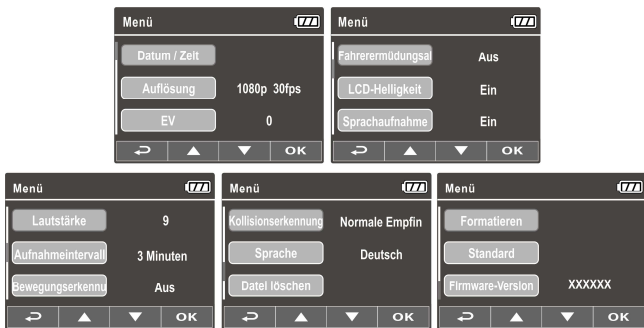 Menü
Datum / Zeit
Auflösung 1080p 30fps
EV 0
OK
Menü
Fahrerermüdungsal Aus
LCD-Helligkeit Ein
Sprachaufnahme Ein
OK
Menü
Lautstärke 9
Aufnahmeintervall 3 Minuten
Bewegungserkennu Aus
OK
Menü
Kollisionserkennung Normale Empfin
Sprache Deutsch
Datei löschen
OK
Menü
Formatieren
Standard
FIrmware-Version XXXXXX
OK